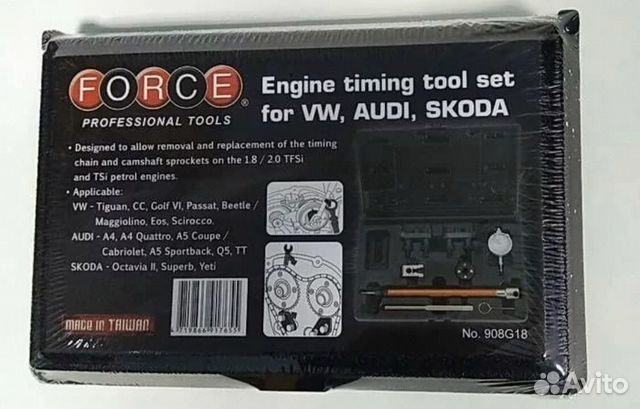 FORCE®
PROFESSIONAL TOOLS
Engine timing tool set
for VW, AUDI, SKODA
• Designed to allow removal and replacement of the timing
chain and camshaft sprockets on the 1.8 / 2.0 TFSi
and TSi petrol engines.
• Applicable:
VW - Tiguan, CC, Golf VI, Passat, Beetle /
Maggiolino, Eos, Scirocco.
AUDI - A4, A4 Quattro, A5 Coupe /
Cabriolet, A5 Sportback, Q5, TT
SKODA - Octavia II, Superb, Yeti
MADE IN TAIWAN
4 719866 917655
No. 908G18
Avito